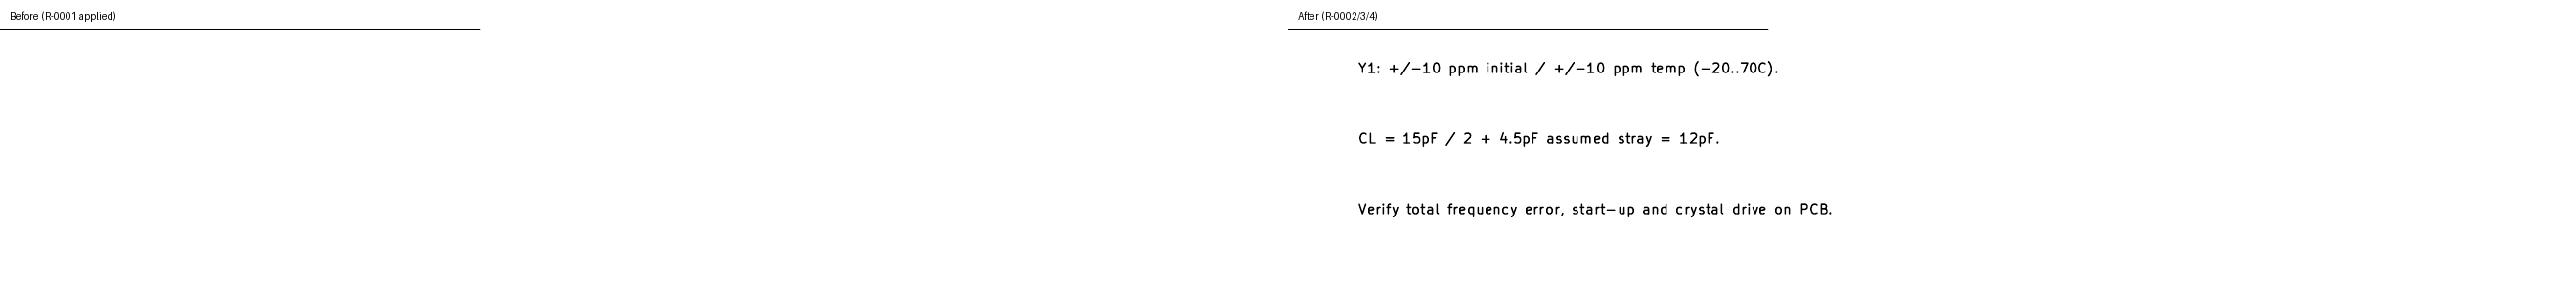 Before (R-0001 applied)
After (R-0002/3/4)
Y1: +/-10 ppm initial / +/-10 ppm temp (-20..70C).
CL = 15pF / 2 + 4.5pF assumed stray = 12pF.
Verify total frequency error, start-up and crystal drive on PCB.